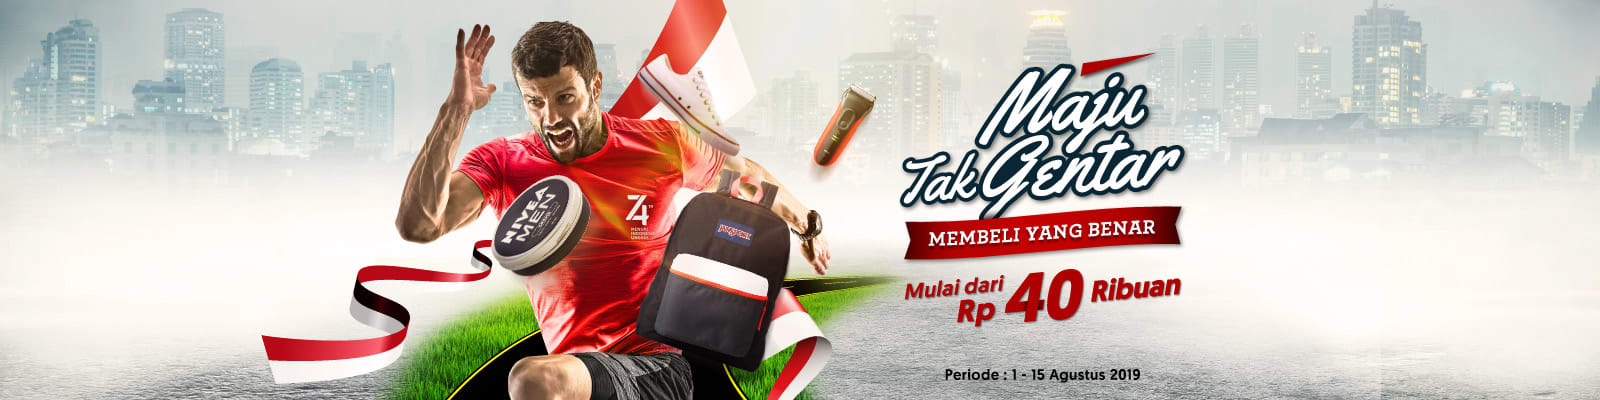 NIVEA
MEN
74
JANSPORT
Maju
Tak Gentar
MEMBELI YANG BENAR
Mulai dari
Rp 40 Ribuan
Periode : 1 - 15 Agustus 2019